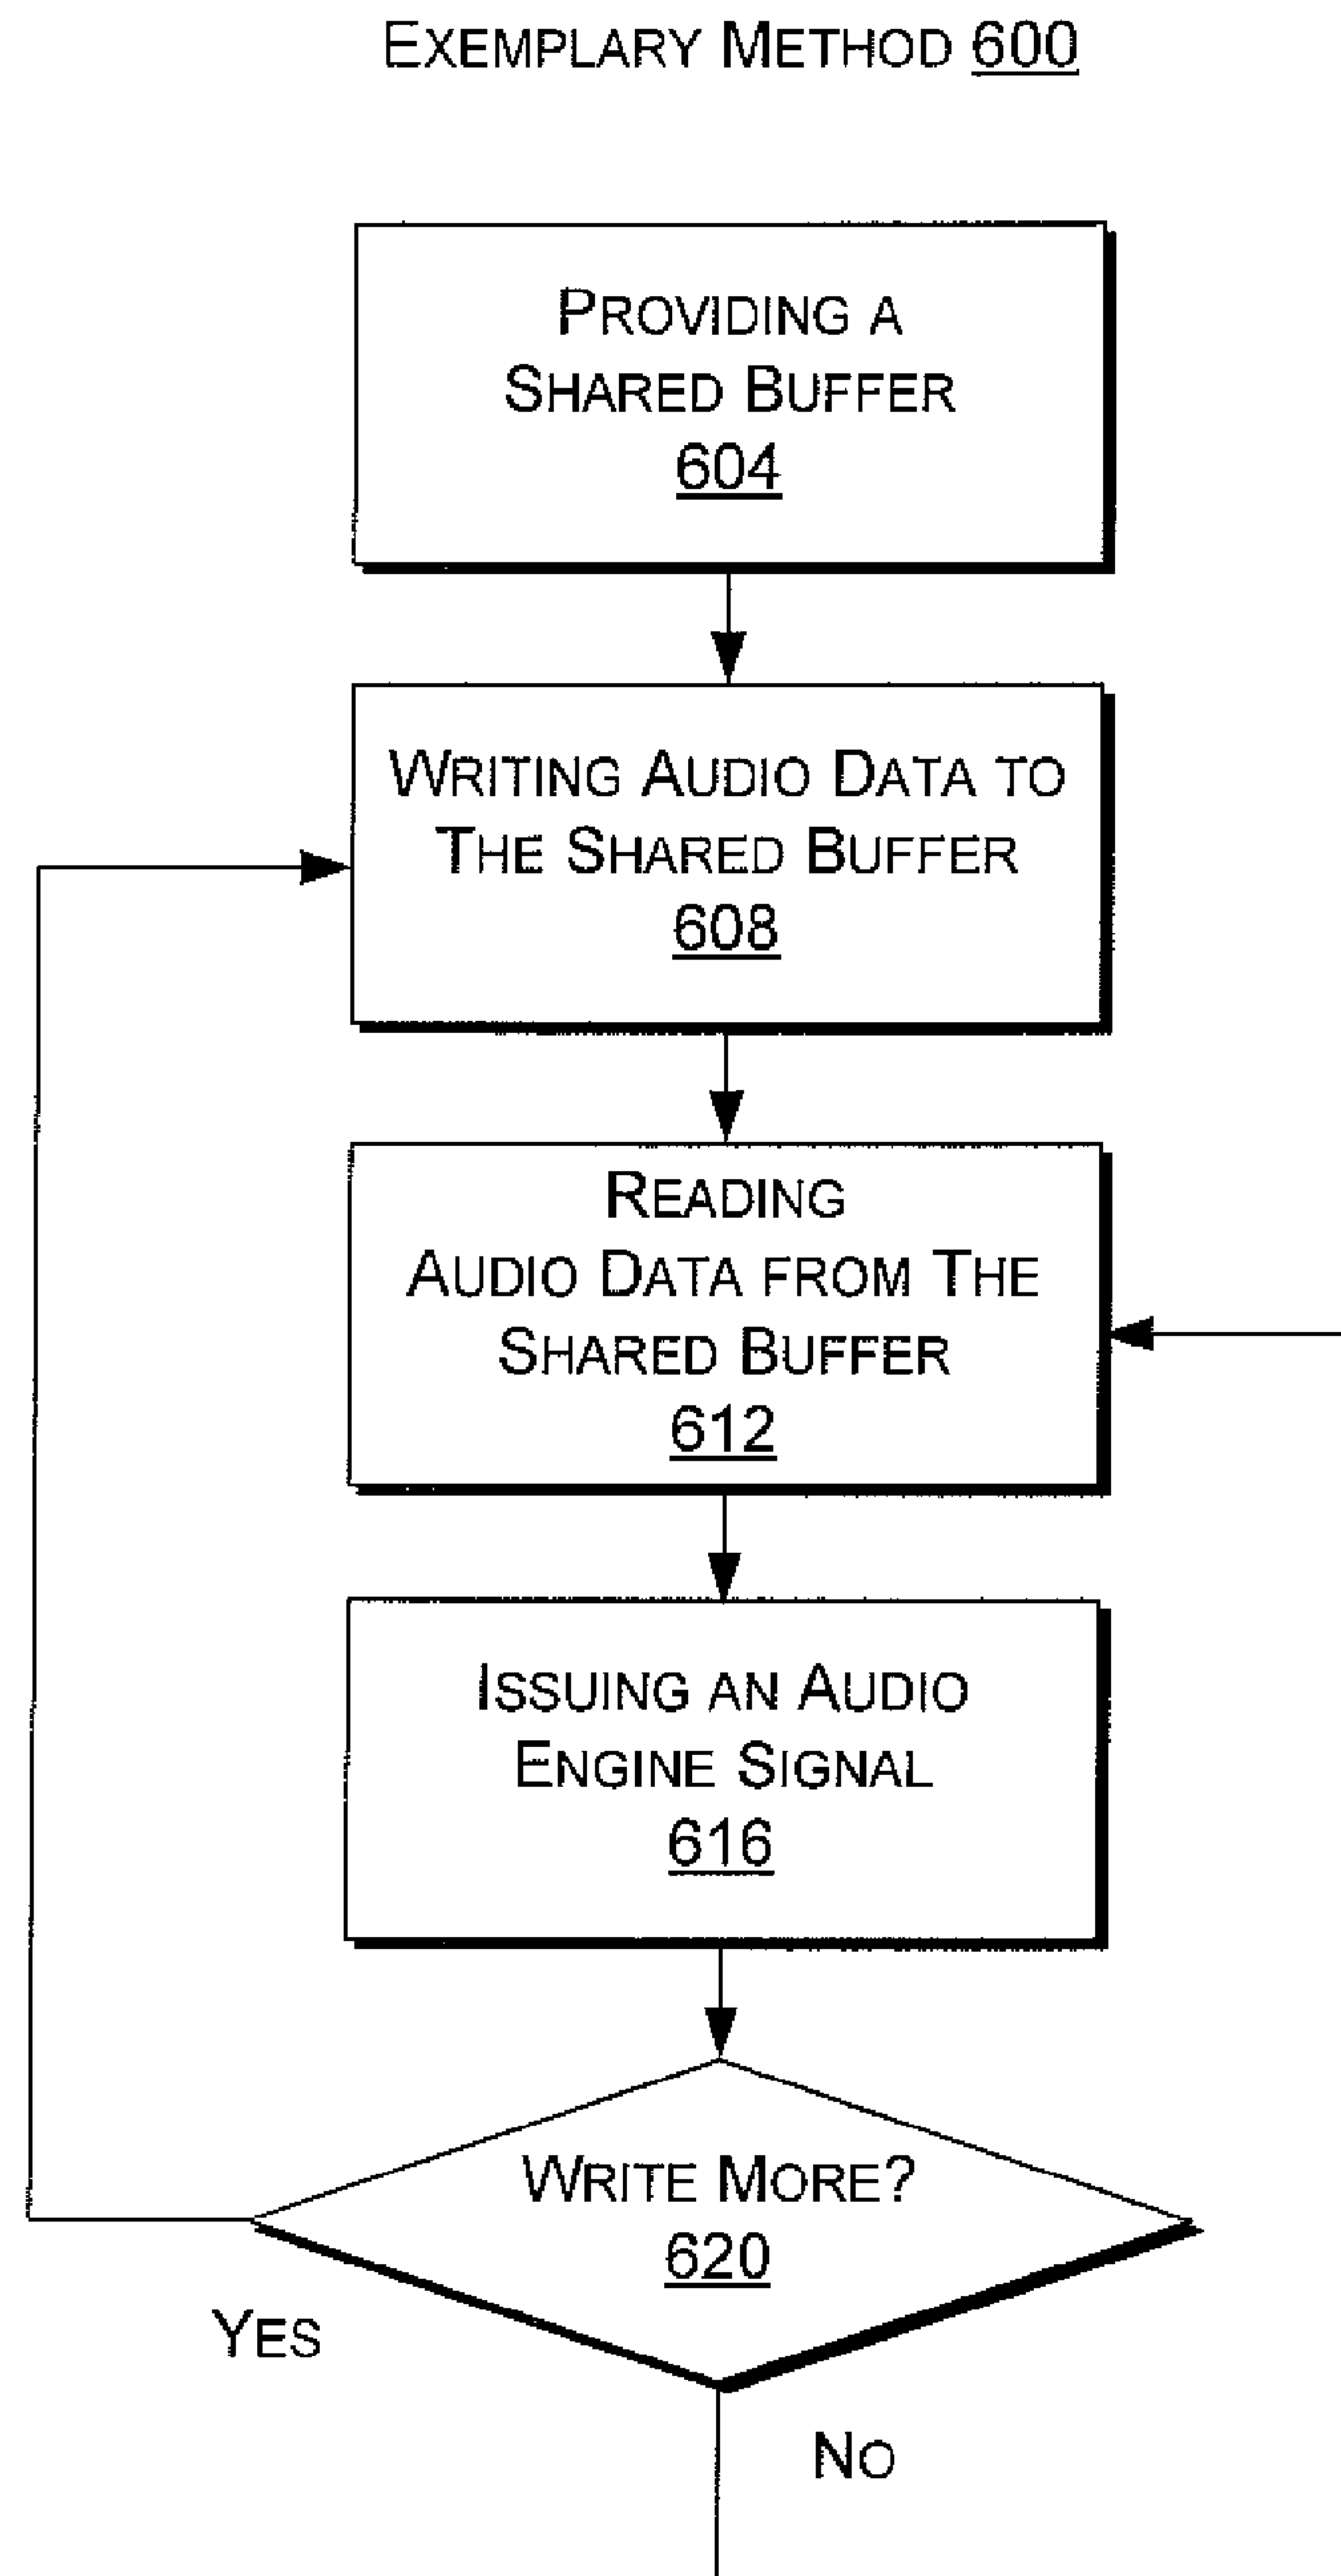 EXEMPLARY METHOD 600
PROVIDING A
SHARED BUFFER
604
WRITING AUDIO DATA TO
THE SHARED BUFFER
608
READING
AUDIO DATA FROM THE
SHARED BUFFER
612
ISSUING AN AUDIO
ENGINE SIGNAL
616
WRITE MORE?
620
YES
NO